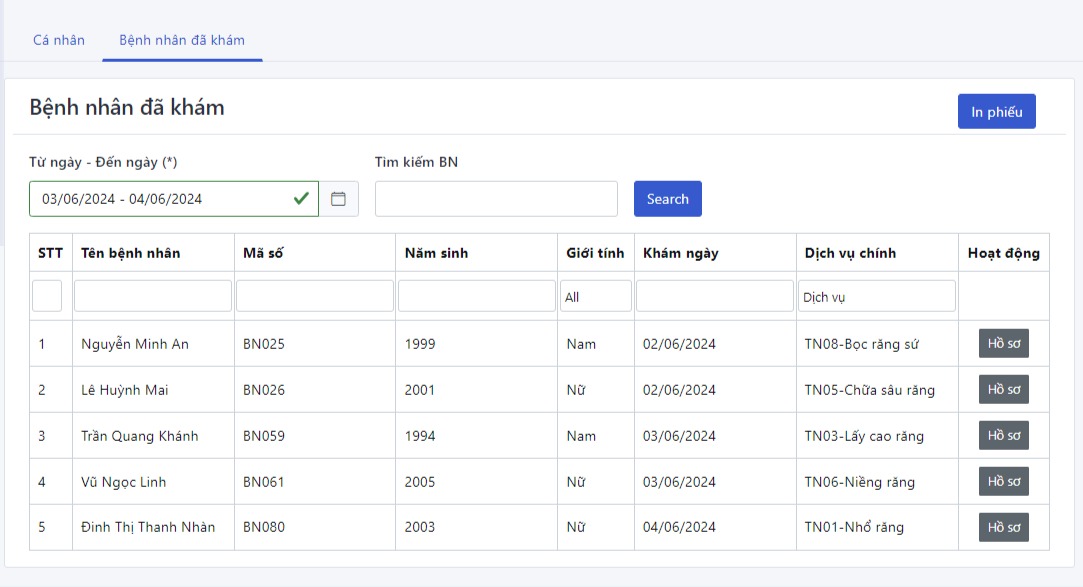 Cá nhân Bệnh nhân đã khám
Bệnh nhân đã khám In phiếu
Từ ngày - Đến ngày (*) Tìm kiếm BN
03/06/2024 - 04/06/2024 Search
STT Tên bệnh nhân Mã số Năm sinh Giới tính Khám ngày Dịch vụ chính Hoạt động
All Dịch vụ
1 Nguyễn Minh An BN025 1999 Nam 02/06/2024 TN08-Bọc răng sứ Hồ sơ
2 Lê Huỳnh Mai BN026 2001 Nữ 02/06/2024 TN05-Chữa sâu răng Hồ sơ
3 Trần Quang Khánh BN059 1994 Nam 03/06/2024 TN03-Lấy cao răng Hồ sơ
4 Vũ Ngọc Linh BN061 2005 Nữ 03/06/2024 TN06-Niềng răng Hồ sơ
5 Đinh Thị Thanh Nhàn BN080 2003 Nữ 04/06/2024 TN01-Nhổ răng Hồ sơ